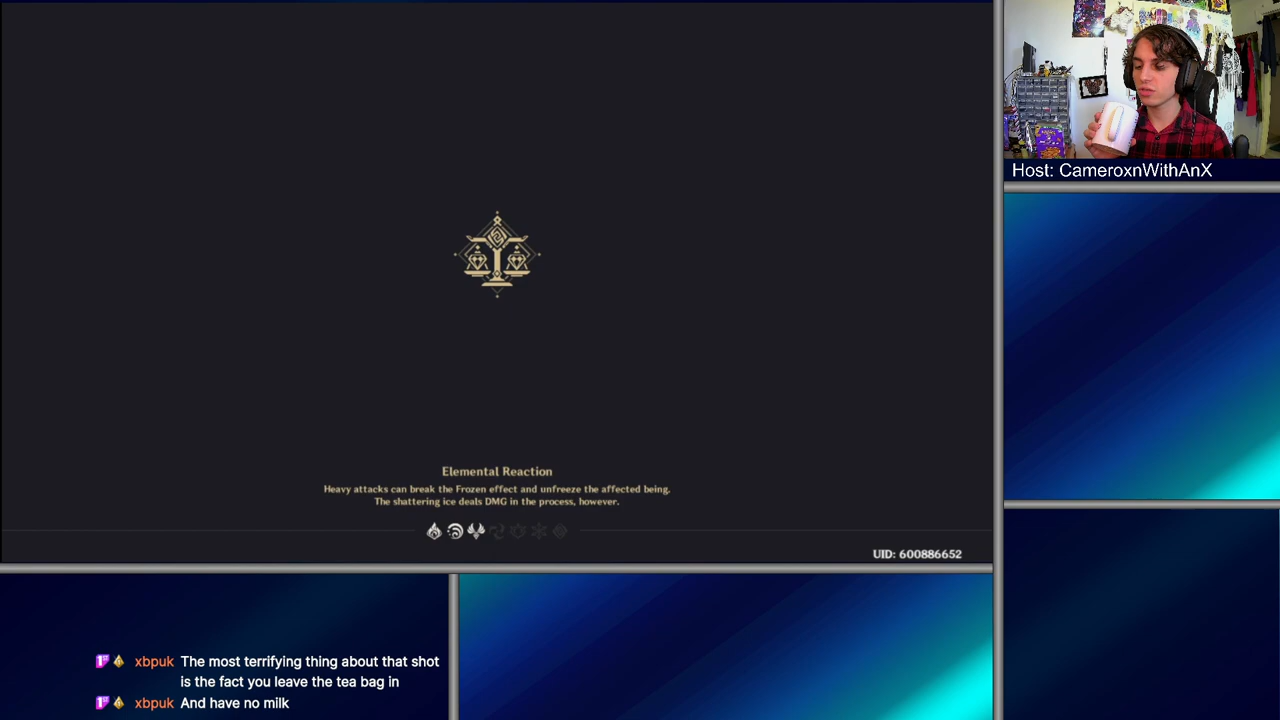 Host: CameroxnWithAnX
Elemental Reaction
Heavy attacks can break the Frozen effect and unfreeze the affected being.
The shattering ice deals DMG in the process, however.
UID: 600886652
xbpuk The most terrifying thing about that shot
is the fact you leave the tea bag in
xbpuk And have no milk